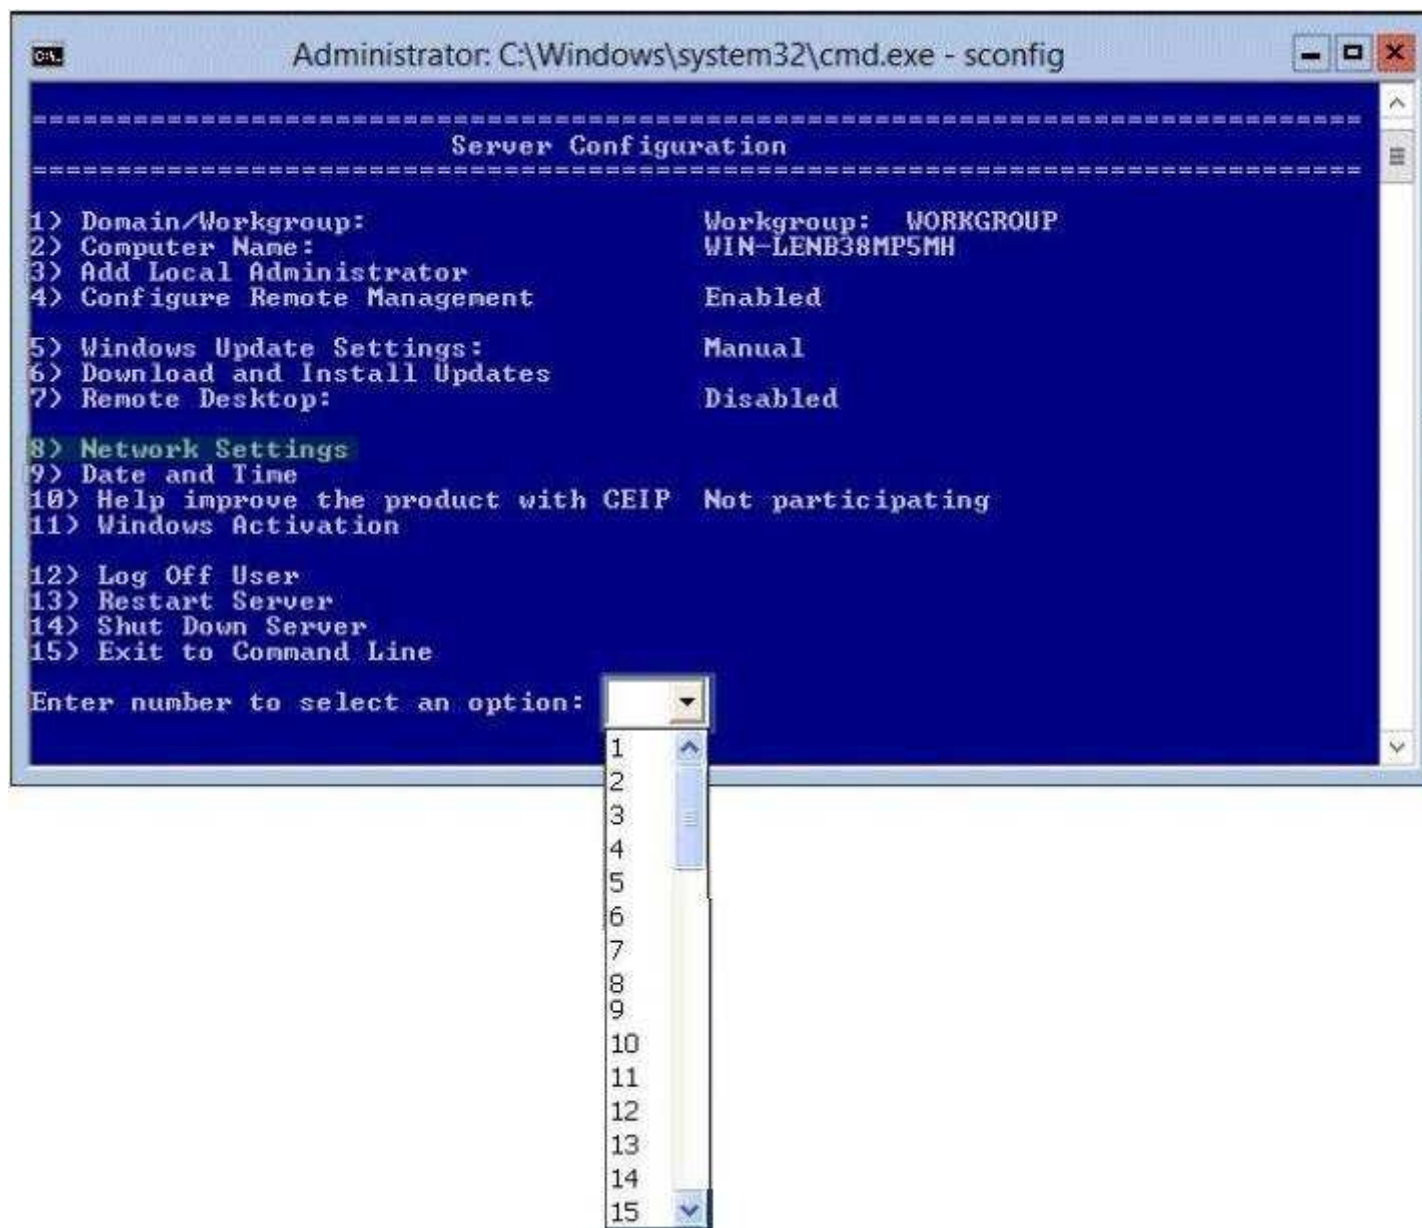 Administrator: C:\Windows\system32\cmd.exe - sconfig
===============================================================================
Server Configuration
===============================================================================
1) Domain/Workgroup: Workgroup: WORKGROUP
2) Computer Name: WIN-LENB38MP5MH
3) Add Local Administrator
4) Configure Remote Management Enabled
5) Windows Update Settings: Manual
6) Download and Install Updates
7) Remote Desktop: Disabled
8) Network Settings
9) Date and Time
10) Help improve the product with CEIP Not participating
11) Windows Activation
12) Log Off User
13) Restart Server
14) Shut Down Server
15) Exit to Command Line
Enter number to select an option:
1
2
3
4
5
6
7
8
9
10
11
12
13
14
15